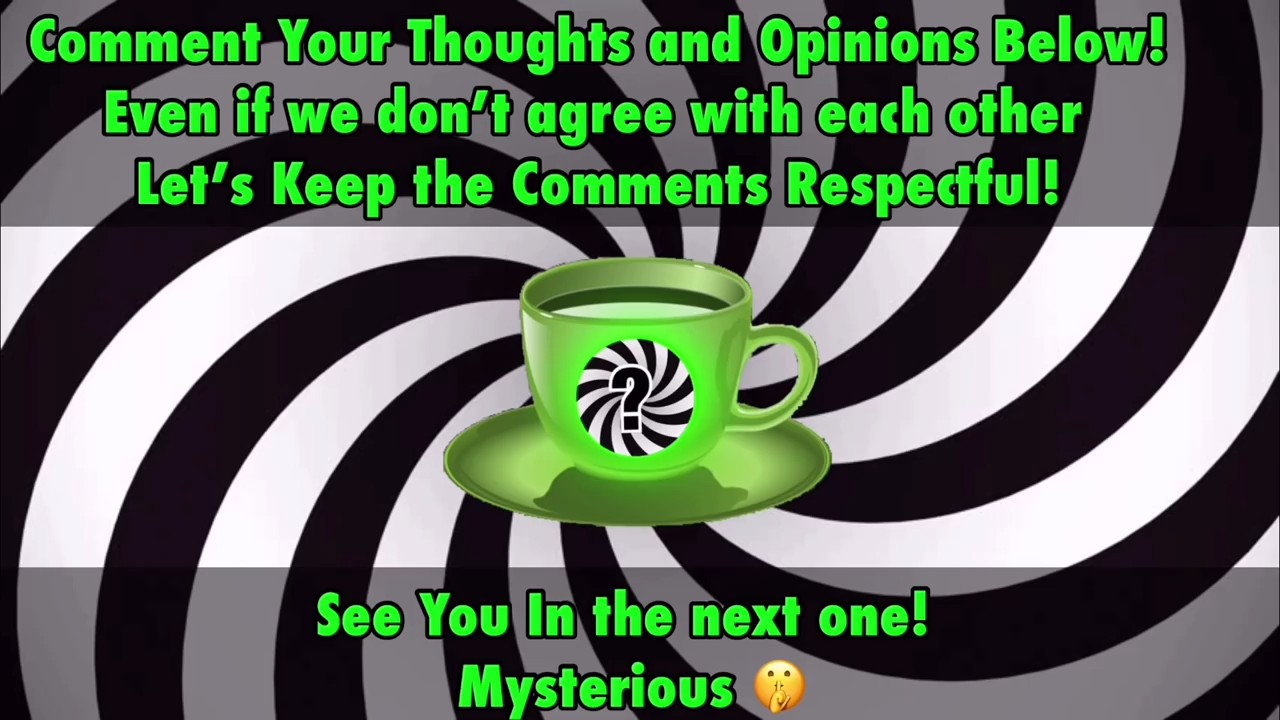 Comment Your Thoughts and Opinions Below!
Even if we don’t agree with each other
Let’s Keep the Comments Respectful!
?
See You In the next one!
Mysterious 🤫